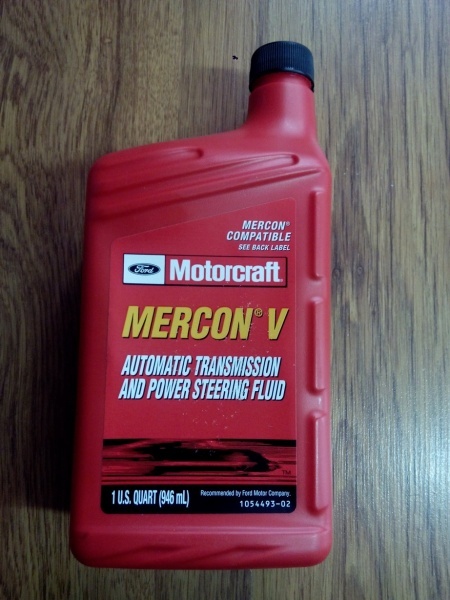 MERCON®
COMPATIBLE
SEE BACK LABEL
Ford Motorcraft
MERCON® V
AUTOMATIC TRANSMISSION
AND POWER STEERING FLUID
1 U.S. QUART (946 mL)
Recommended by Ford Motor Company.
1054493-02